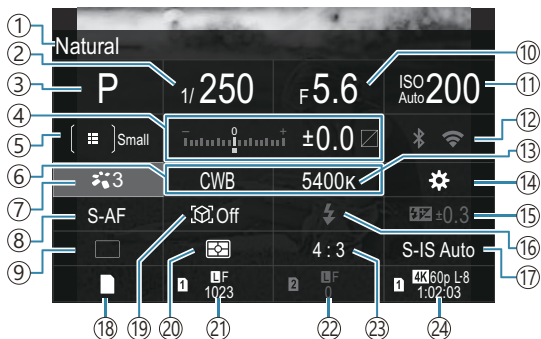 ① Natural
② 1/250 ⑩ F5.6
③ P ⑪ ISO Auto 200
④ 0 − + ±0.0 ⑫
⑤ Small
⑥ CWB ⑬ 5400K
⑦ 3 ⑭
⑧ S-AF Off ⑮ ±0.3
⑨ 4:3 ⑯ S-IS Auto ⑰
1 LF 1023
2 LF 0
1 4K 60p L-8 1:02:03
⑱ ⑲ ⑳ ㉑ ㉒ ㉓ ㉔